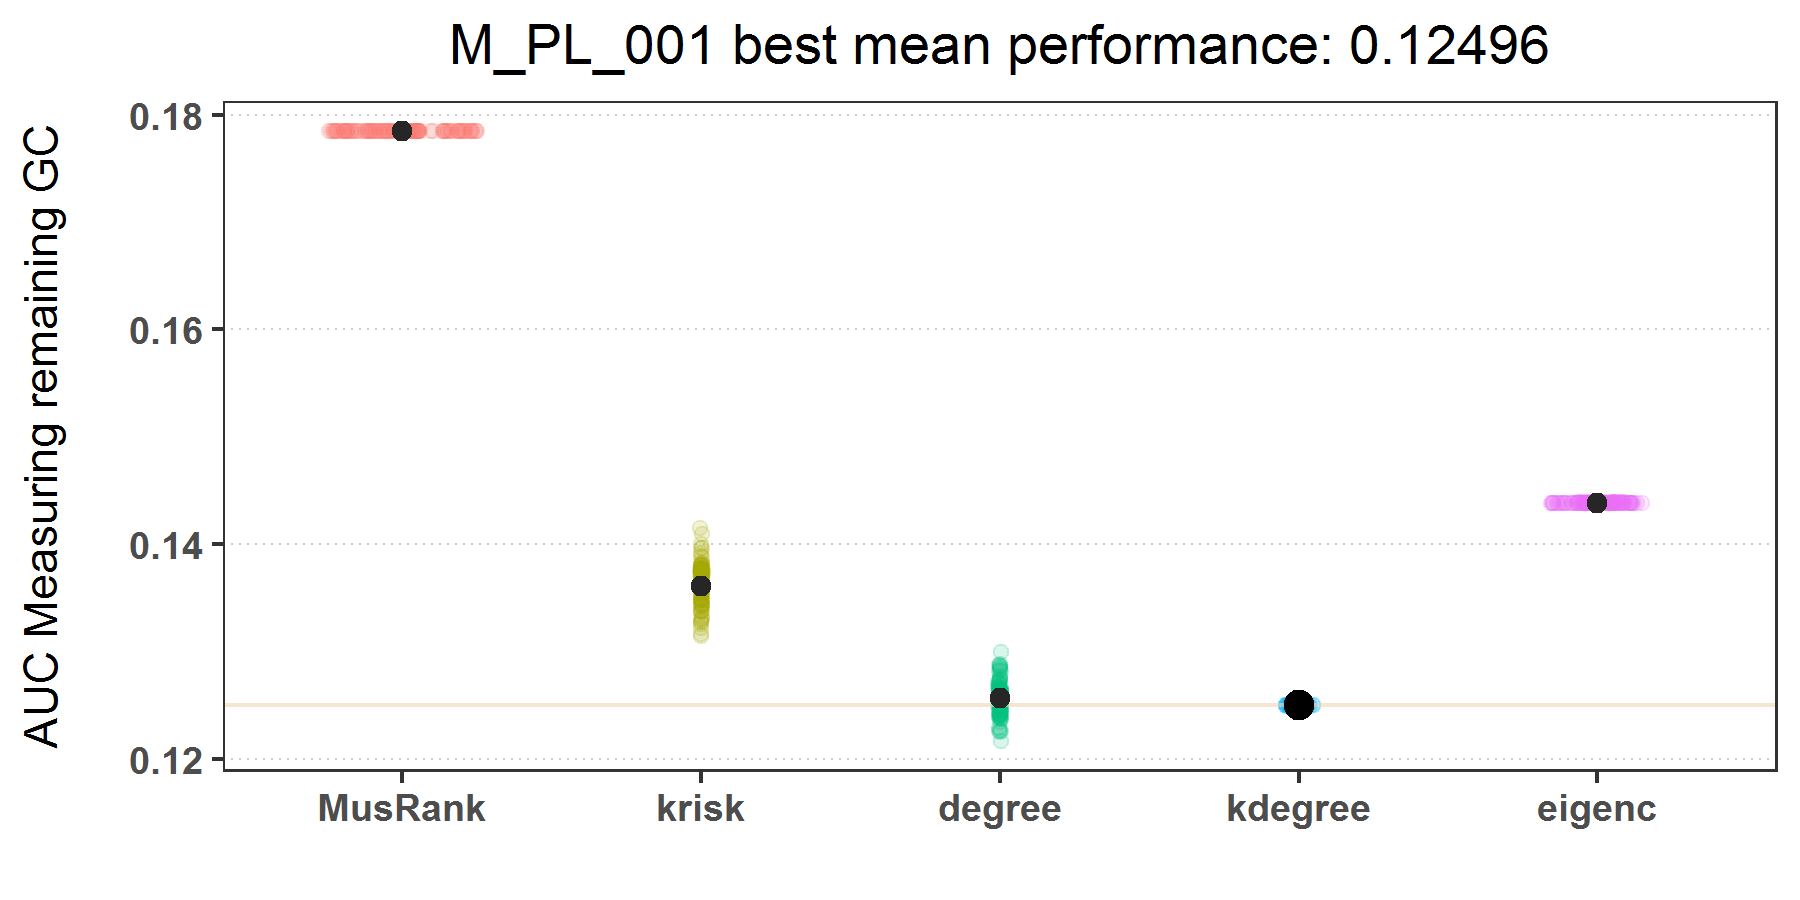 M_PL_001 best mean performance: 0.12496
AUC Measuring remaining GC
0.18
0.16
0.14
0.12
MusRank krisk degree kdegree eigenc